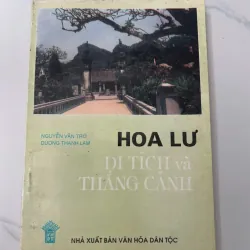 NGUYỄN VĂN TRÒ
DƯƠNG THANH LAM
HOA LƯ
DI TÍCH và
THẮNG CẢNH
NHÀ XUẤT BẢN VĂN HÓA DÂN TỘC